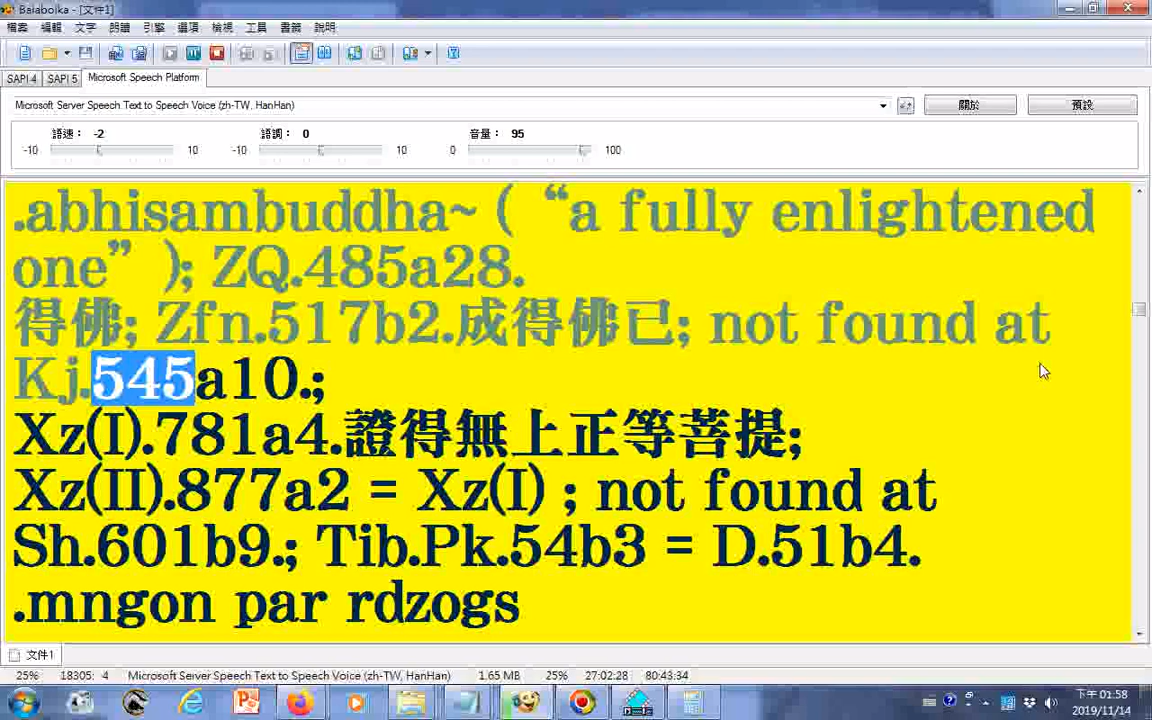 Balabolka - [文件1]
檔案 編輯 文字 朗讀 引擎 選項 檢視 工具 書籤 說明
SAPI 4 SAPI 5 Microsoft Speech Platform
Microsoft Server Speech Text to Speech Voice (zh-TW, HanHan) 關於 預設
語速: -2 語調: 0 音量: 95
-10 10 -10 10 0 100
.abhisambuddha~ (“a fully enlightened
one”); ZQ.485a28.
得佛; Zfn.517b2.成得佛已; not found at
Kj.545a10.;
Xz(I).781a4.證得無上正等菩提;
Xz(II).877a2 = Xz(I) ; not found at
Sh.601b9.; Tib.Pk.54b3 = D.51b4.
.mngon par rdzogs
文件1
25% 18305: 4 Microsoft Server Speech Text to Speech Voice (zh-TW, HanHan) 1.65 MB 25% 27:02:28 80:43:34
下午 01:58
2019/11/14